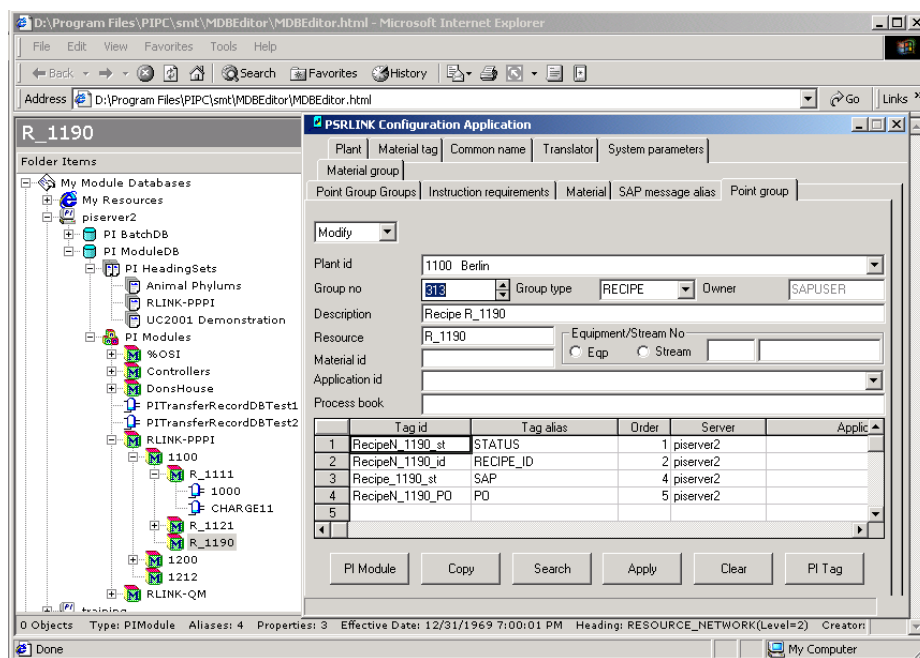 D:\Program Files\PIPC\smt\MDBEditor\MDBEditor.html - Microsoft Internet Explorer
File Edit View Favorites Tools Help
Back Search Favorites History
Address D:\Program Files\PIPC\smt\MDBEditor\MDBEditor.html Go Links
R_1190
Folder Items
My Module Databases
My Resources
piserver2
PI BatchDB
PI ModuleDB
PI HeadingSets
Animal Phylums
RLINK-PPPI
UC2001 Demonstration
PI Modules
%OSI
Controllers
DonsHouse
PITransferRecordDBTest1
PITransferRecordDBTest2
RLINK-PPPI
1100
R_1111
1000
CHARGE11
R_1121
R_1190
1200
1212
RLINK-QM
training
PSRLINK Configuration Application
Plant Material tag Common name Translator System parameters
Material group
Point Group Groups Instruction requirements Material SAP message alias Point group
Modify
Plant id 1100 Berlin
Group no 313 Group type RECIPE Owner SAPUSER
Description Recipe R_1190
Resource R_1190 Equipment/Stream No
Eqp Stream
Material id
Application id
Process book
Tag id Tag alias Order Server Applic
1 RecipeN_1190_st STATUS 1 piserver2
2 RecipeN_1190_id RECIPE_ID 2 piserver2
3 Recipe_1190_st SAP 4 piserver2
4 RecipeN_1190_PO PO 5 piserver2
5
PI Module Copy Search Apply Clear PI Tag
0 Objects Type: PIModule Aliases: 4 Properties: 3 Effective Date: 12/31/1969 7:00:01 PM Heading: RESOURCE_NETWORK(Level=2) Creator:
Done My Computer